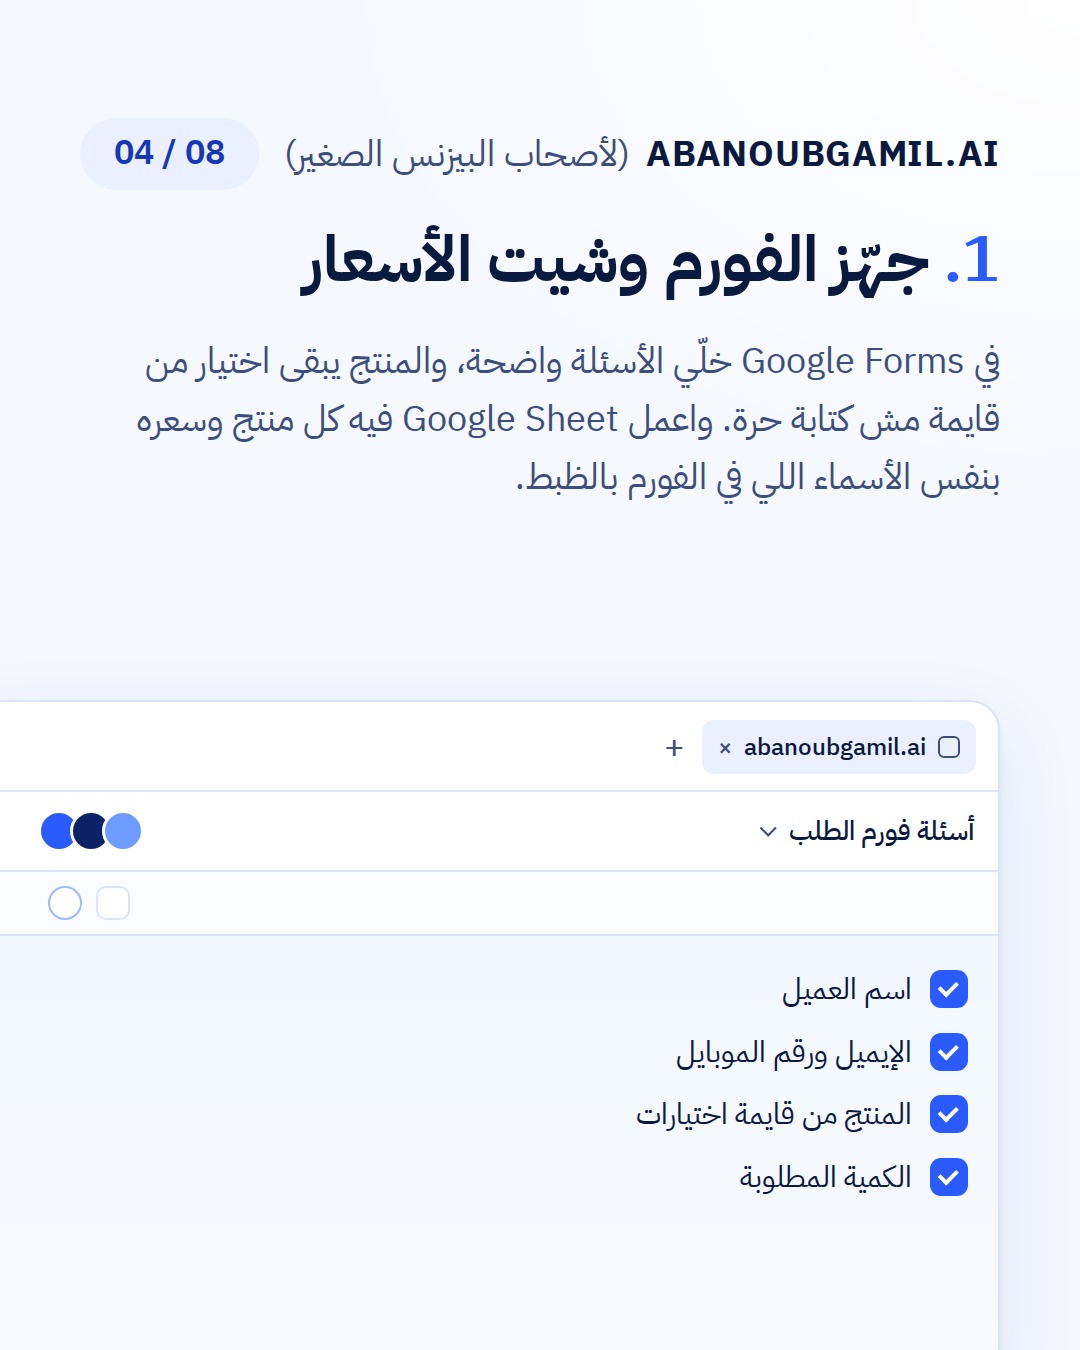 ABANOUBGAMIL.AI (لأصحاب البيزنس الصغير) 04 / 08
1. جهّز الفورم وشيت الأسعار
في Google Forms خلّي الأسئلة واضحة، والمنتج يبقى اختيار من
قايمة مش كتابة حرة. واعمل Google Sheet فيه كل منتج وسعره
بنفس الأسماء اللي في الفورم بالظبط.
abanoubgamil.ai × +
أسئلة فورم الطلب
اسم العميل
الإيميل ورقم الموبايل
المنتج من قايمة اختيارات
الكمية المطلوبة